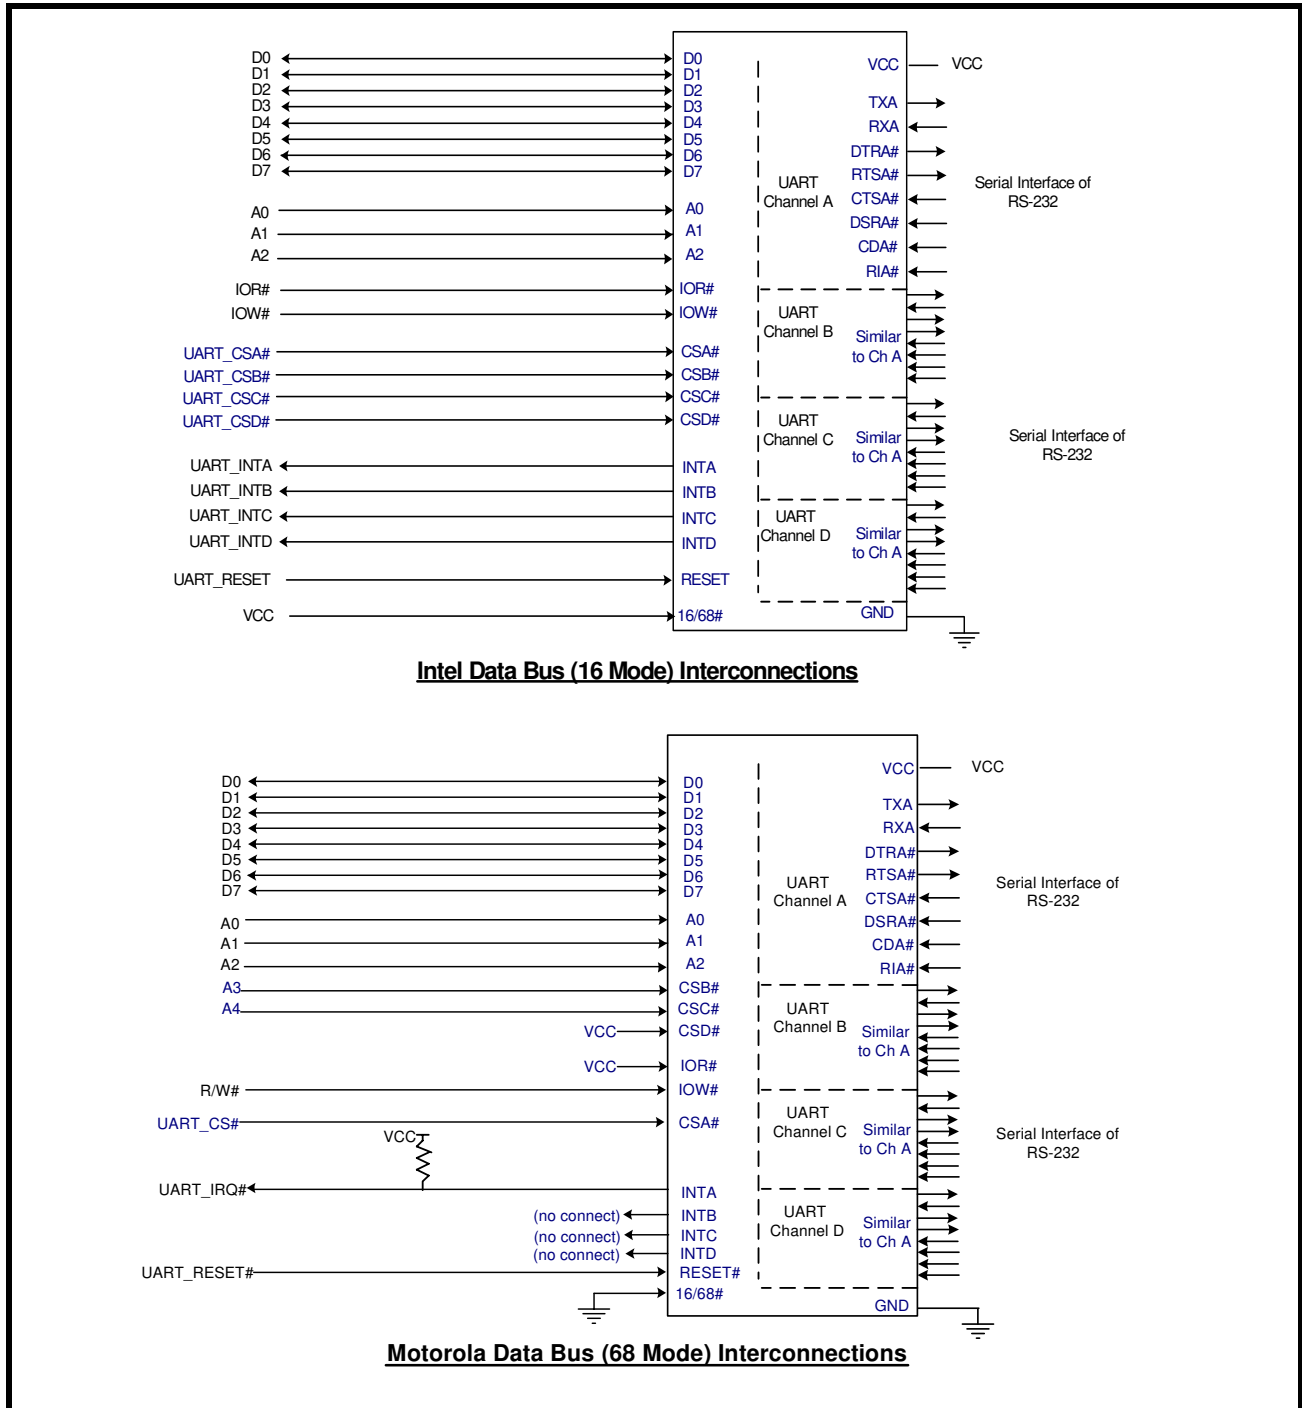 D0
D1
D2
D3
D4
D5
D6
D7
A0
A1
A2
IOR#
IOW#
UART_CSA#
UART_CSB#
UART_CSC#
UART_CSD#
UART_INTA
UART_INTB
UART_INTC
UART_INTD
UART_RESET
VCC
D0
D1
D2
D3
D4
D5
D6
D7
A0
A1
A2
IOR#
IOW#
CSA#
CSB#
CSC#
CSD#
INTA
INTB
INTC
INTD
RESET
16/68#
UART
Channel A
UART
Channel B
UART
Channel C
UART
Channel D
VCC
TXA
RXA
DTRA#
RTSA#
CTSA#
DSRA#
CDA#
RIA#
Similar
to Ch A
Similar
to Ch A
Similar
to Ch A
GND
VCC
Serial Interface of
RS-232
Serial Interface of
RS-232
Intel Data Bus (16 Mode) Interconnections
D0
D1
D2
D3
D4
D5
D6
D7
A0
A1
A2
A3
A4
VCC
VCC
R/W#
UART_CS#
VCC
UART_IRQ#
(no connect)
(no connect)
(no connect)
UART_RESET#
D0
D1
D2
D3
D4
D5
D6
D7
A0
A1
A2
CSB#
CSC#
CSD#
IOR#
IOW#
CSA#
INTA
INTB
INTC
INTD
RESET#
16/68#
UART
Channel A
UART
Channel B
UART
Channel C
UART
Channel D
VCC
TXA
RXA
DTRA#
RTSA#
CTSA#
DSRA#
CDA#
RIA#
Similar
to Ch A
Similar
to Ch A
Similar
to Ch A
GND
VCC
Serial Interface of
RS-232
Serial Interface of
RS-232
Motorola Data Bus (68 Mode) Interconnections